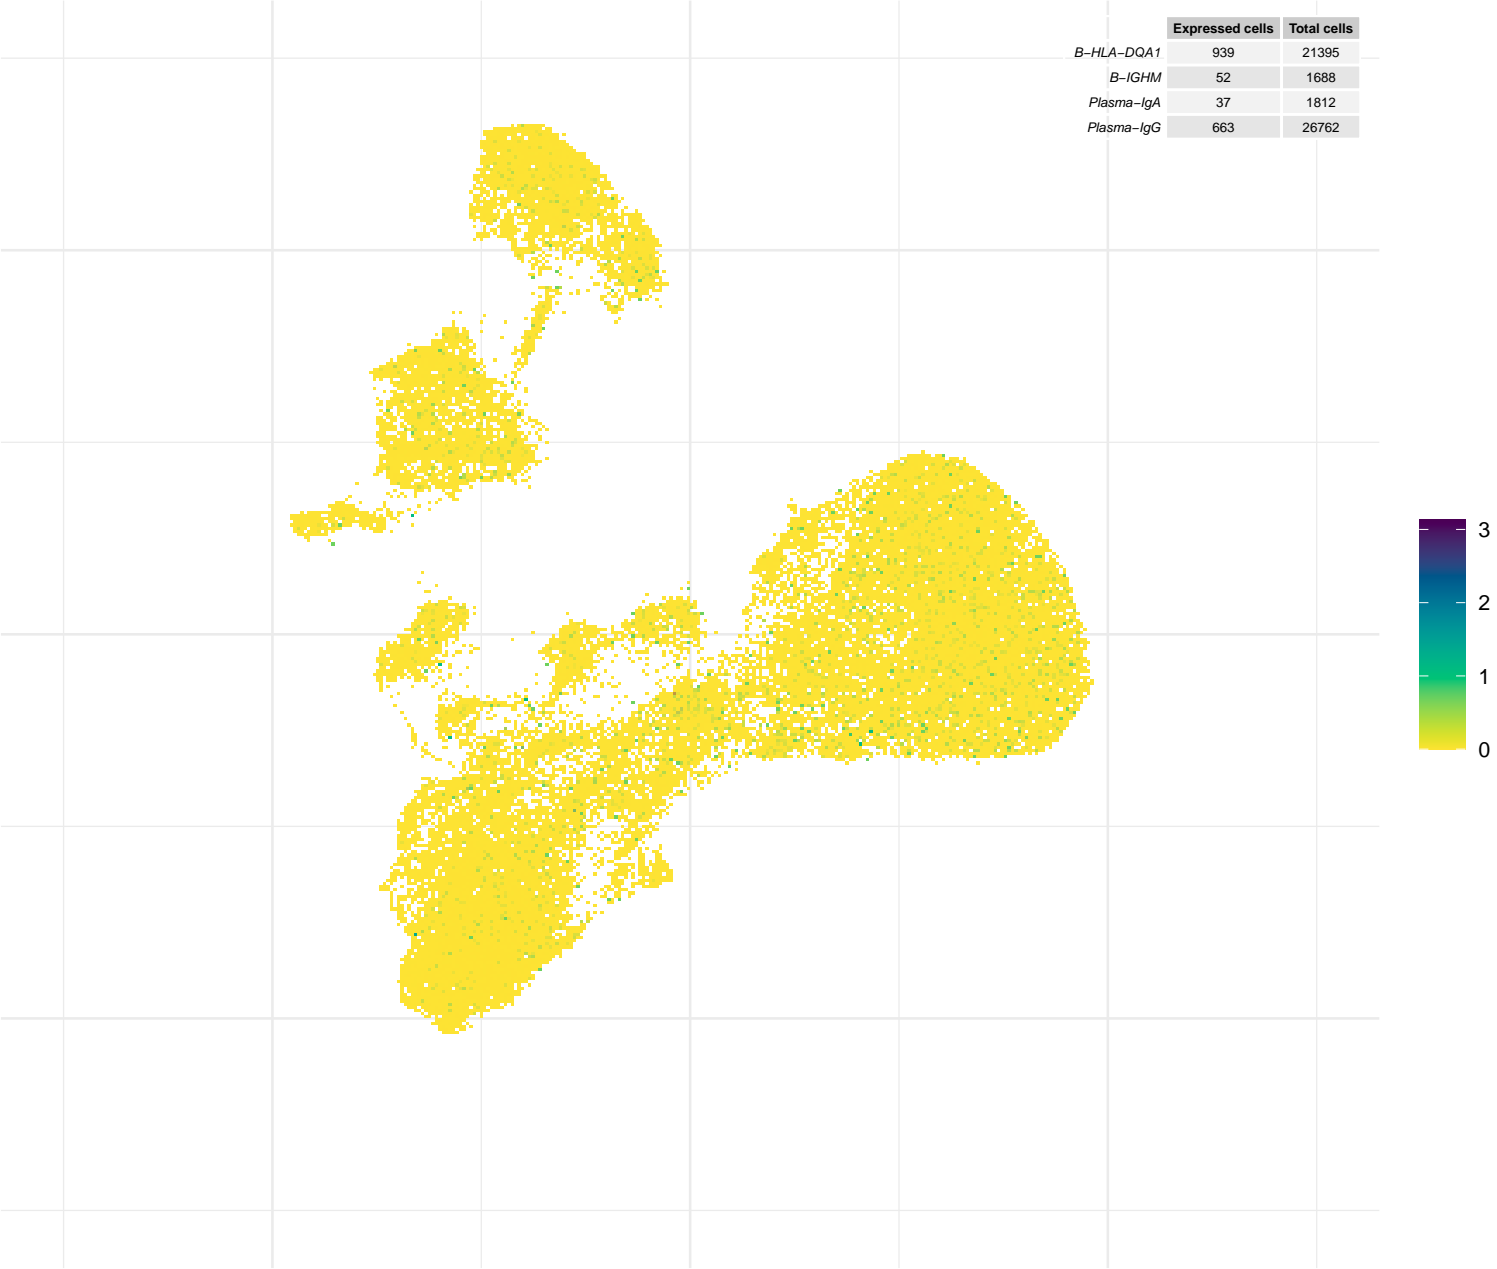 Expressed cells Total cells
B−HLA−DQA1 939 21395
B−IGHM 52 1688
Plasma−IgA 37 1812
Plasma−IgG 663 26762
3
2
1
0